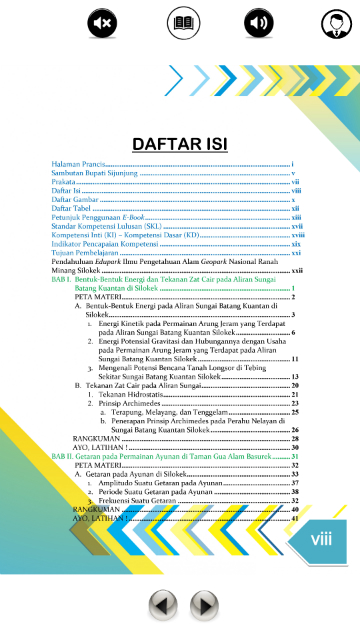 DAFTAR ISI
Halaman Prancis........i
Sambutan Bupati Sijunjung........v
Prakata........vii
Daftar Isi........viii
Daftar Gambar........x
Daftar Tabel........xii
Petunjuk Penggunaan E-Book........xiii
Standar Kompetensi Lulusan (SKL)........xvii
Kompetensi Inti (KI) – Kompetensi Dasar (KD)........xviii
Indikator Pencapaian Kompetensi........xix
Tujuan Pembelajaran........xxi
Pendahuluan Edupark Ilmu Pengetahuan Alam Geopark Nasional Ranah
Minang Silokek........xxii
BAB I. Bentuk-Bentuk Energi dan Tekanan Zat Cair pada Aliran Sungai
Batang Kuantan di Silokek........1
PETA MATERI........2
A. Bentuk-Bentuk Energi pada Aliran Sungai Batang Kuantan di
Silokek........3
1. Energi Kinetik pada Permainan Arung Jeram yang Terdapat
pada Aliran Sungai Batang Kuantan Silokek........6
2. Energi Potensial Gravitasi dan Hubungannya dengan Usaha
pada Permainan Arung Jeram yang Terdapat pada Aliran
Sungai Batang Kuantan Silokek........11
3. Mengenali Potensi Bencana Tanah Longsor di Tebing
Sekitar Sungai Batang Kuantan Silokek........13
B. Tekanan Zat Cair pada Aliran Sungai........20
1. Tekanan Hidrostatis........21
2. Prinsip Archimedes........23
a. Terapung, Melayang, dan Tenggelam........25
b. Penerapan Prinsip Archimedes pada Perahu Nelayan di
Sungai Batang Kuantan Silokek........26
RANGKUMAN........28
AYO, LATIHAN !........30
BAB II. Getaran pada Permainan Ayunan di Taman Gua Alam Basurek........31
PETA MATERI........32
A. Getaran pada Ayunan di Silokek........33
1. Amplitudo Suatu Getaran pada Ayunan........37
2. Periode Suatu Getaran pada Ayunan........38
3. Frekuensi Suatu Getaran........32
RANGKUMAN........40
AYO, LATIHAN !........41
viii